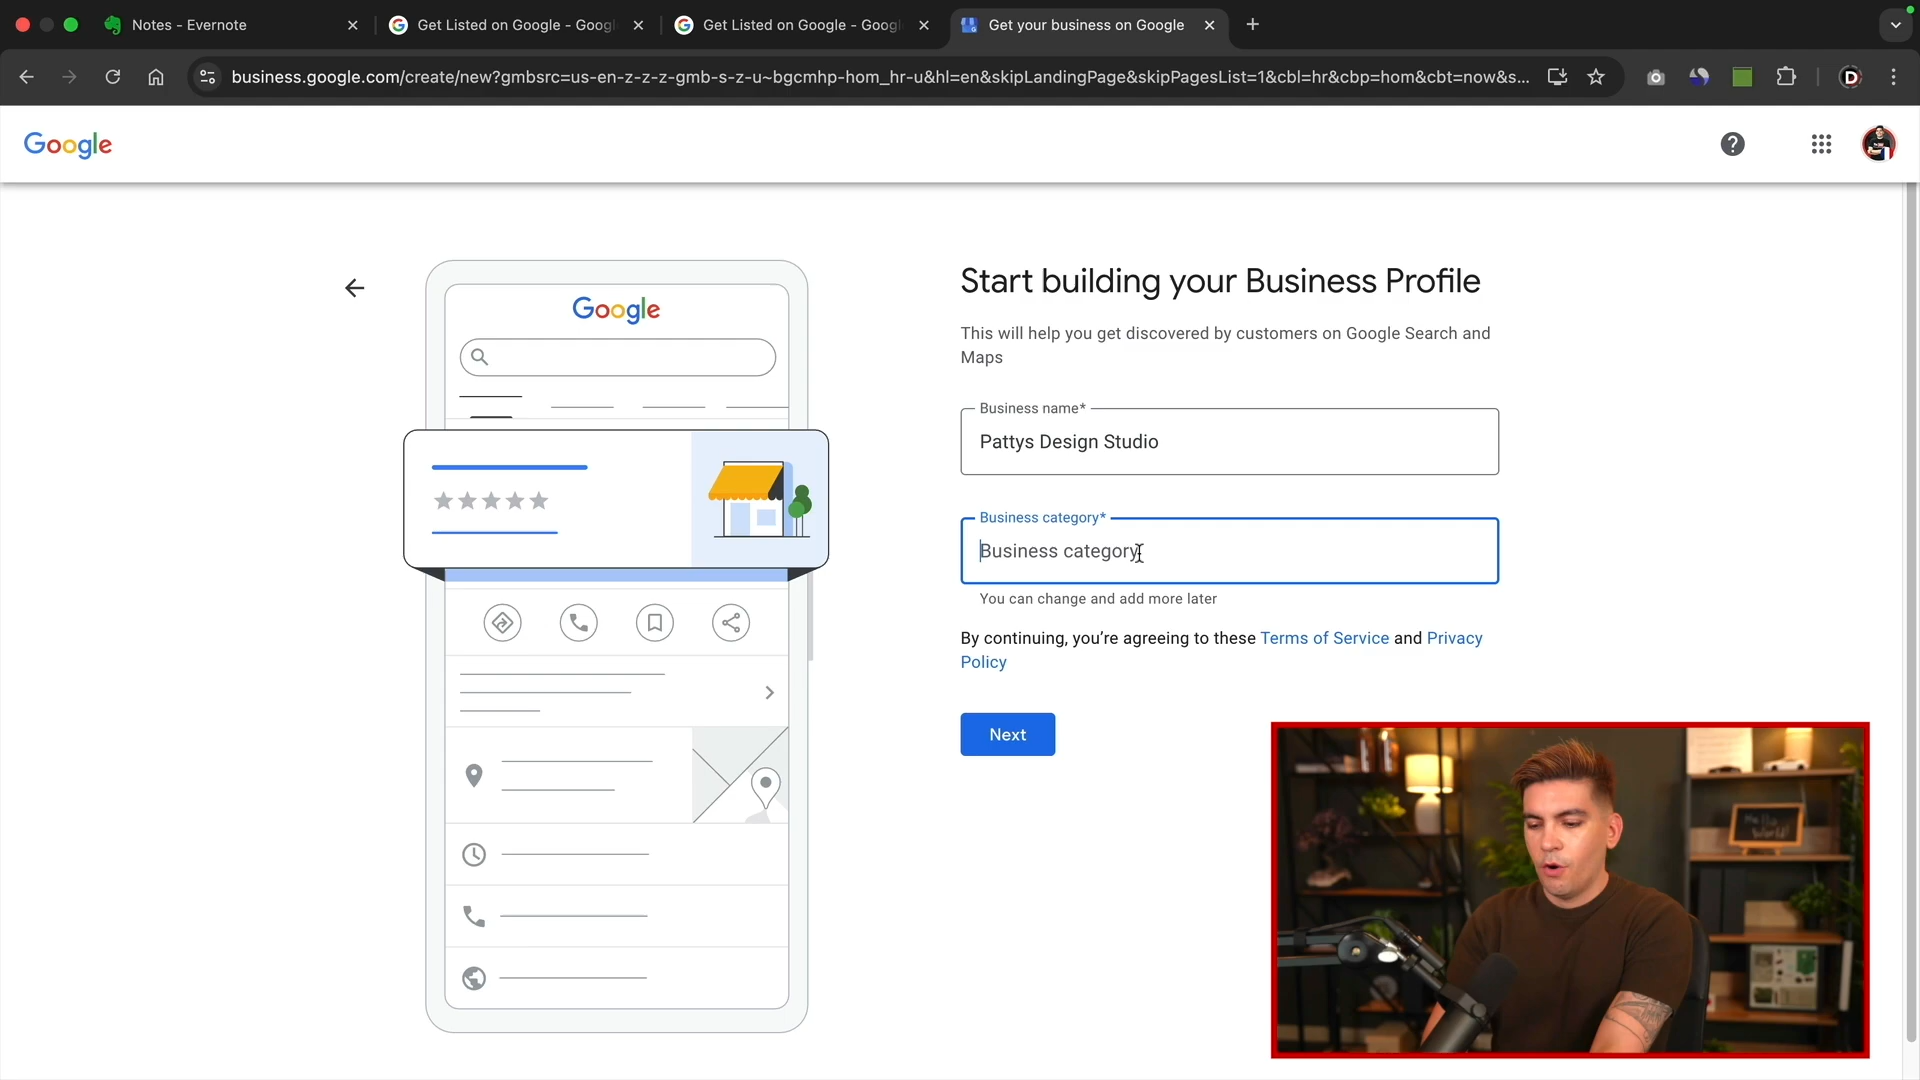 Notes - Evernote
Get Listed on Google - Goog
Get Listed on Google - Googl
Get your business on Google
business.google.com/create/new?gmbsrc=us-en-z-z-z-gmb-s-z-u~bgcmhp-hom_hr-u&hl=en&skipLandingPage&skipPagesList=1&cbl=hr&cbp=hom&cbt=now&s...
D
Google
Google
Start building your Business Profile
This will help you get discovered by customers on Google Search and
Maps
Business name*
Pattys Design Studio
Business category*
Business category
You can change and add more later
By continuing, you're agreeing to these Terms of Service and Privacy
Policy
Next
Hello
World!